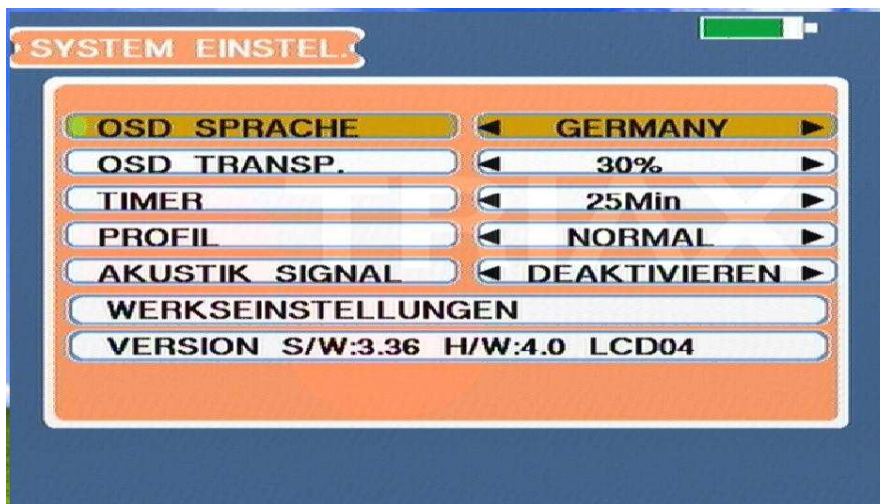 SYSTEM EINSTEL.
OSD SPRACHE GERMANY
OSD TRANSP. 30%
TIMER 25Min
PROFIL NORMAL
AKUSTIK SIGNAL DEAKTIVIEREN
WERKSEINSTELLUNGEN
VERSION S/W:3.36 H/W:4.0 LCD04
TRIAX